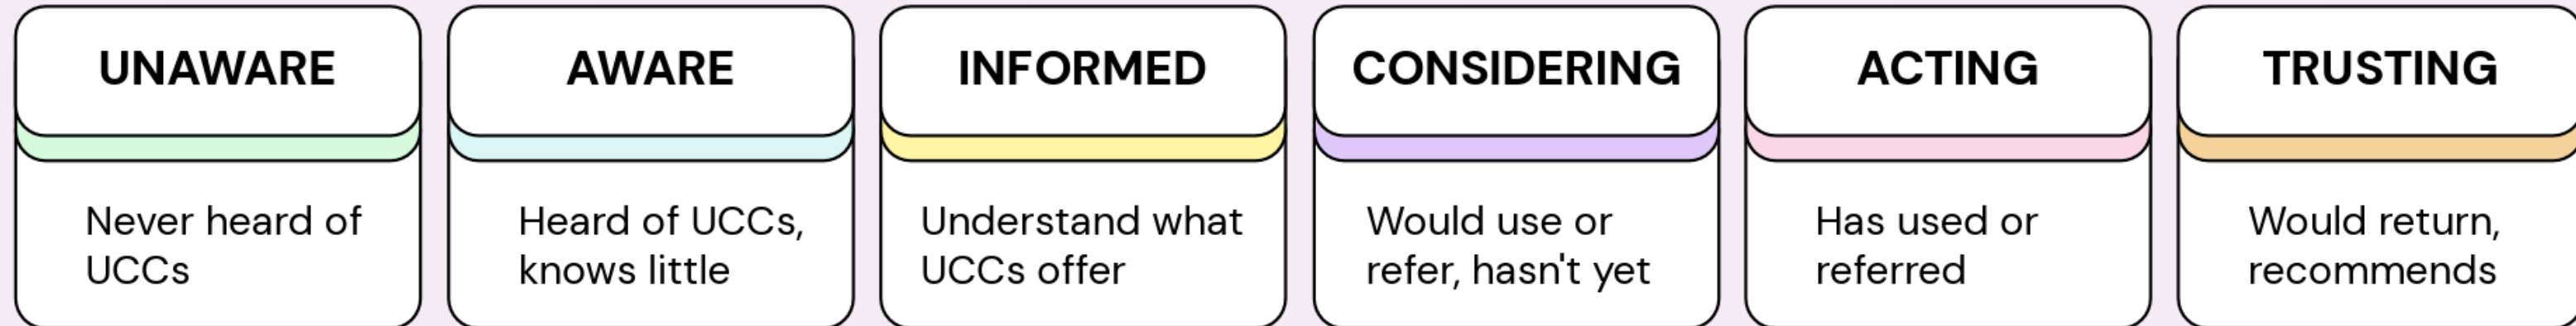 UNAWARE
Never heard of
UCCs
AWARE
Heard of UCCs,
knows little
INFORMED
Understand what
UCCs offer
CONSIDERING
Would use or
refer, hasn't yet
ACTING
Has used or
referred
TRUSTING
Would return,
recommends